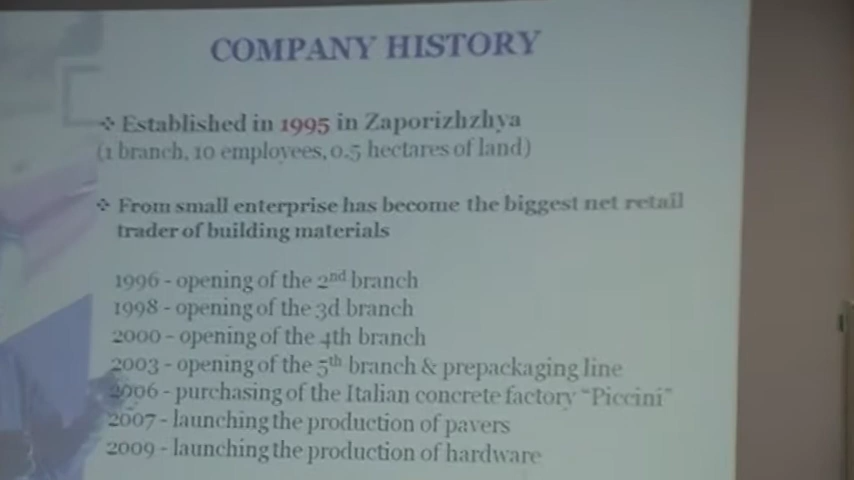 COMPANY HISTORY
❖ Established in 1995 in Zaporizhzhya
(1 branch, 10 employees, 0.5 hectares of land)
❖ From small enterprise has become the biggest net retail
trader of building materials
1996 - opening of the 2nd branch
1998 - opening of the 3d branch
2000 - opening of the 4th branch
2003 - opening of the 5th branch & prepackaging line
2006 - purchasing of the Italian concrete factory "Piccini"
2007 - launching the production of pavers
2009 - launching the production of hardware